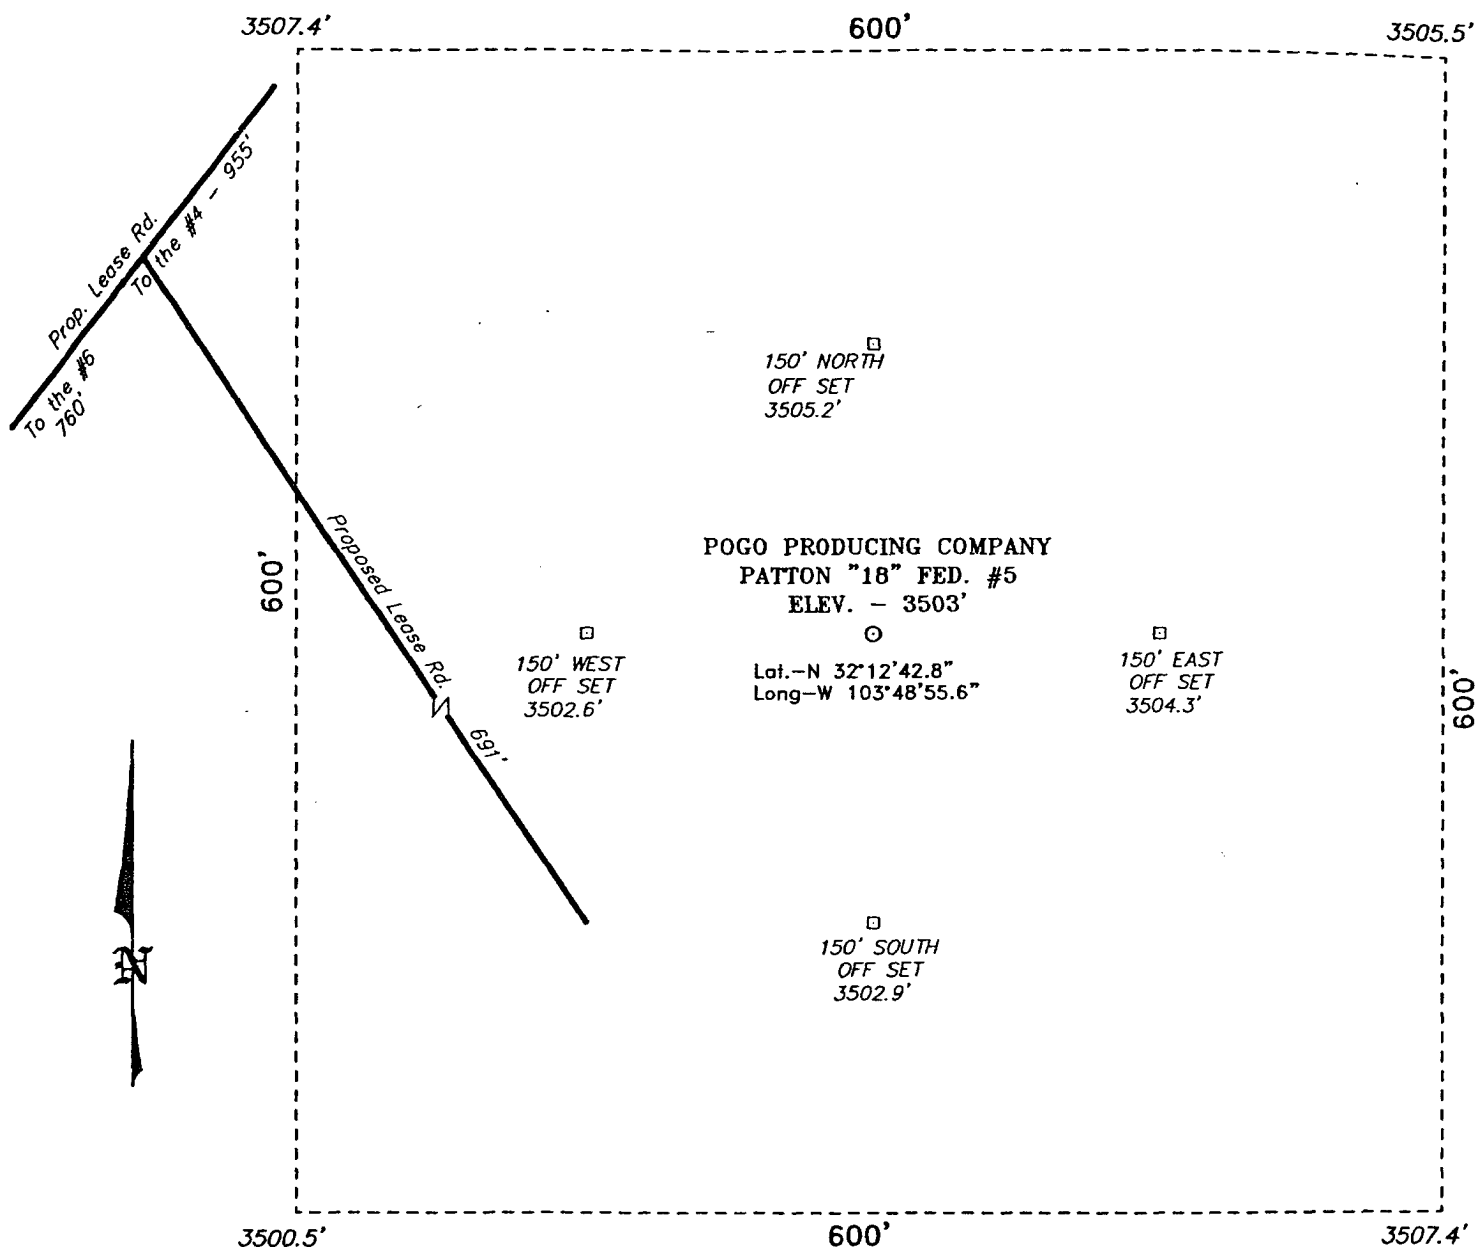 3507.4'
600'
3505.5'
Prop. Lease Rd.
To the #4 - 955'
To the #6
760'
150' NORTH
OFF SET
3505.2'
600'
Proposed Lease Rd.
691'
POGO PRODUCING COMPANY
PATTON "18" FED. #5
ELEV. - 3503'
Lat.-N 32°12'42.8"
Long-W 103°48'55.6"
150' WEST
OFF SET
3502.6'
150' EAST
OFF SET
3504.3'
600'
N
150' SOUTH
OFF SET
3502.9'
3500.5'
600'
3507.4'